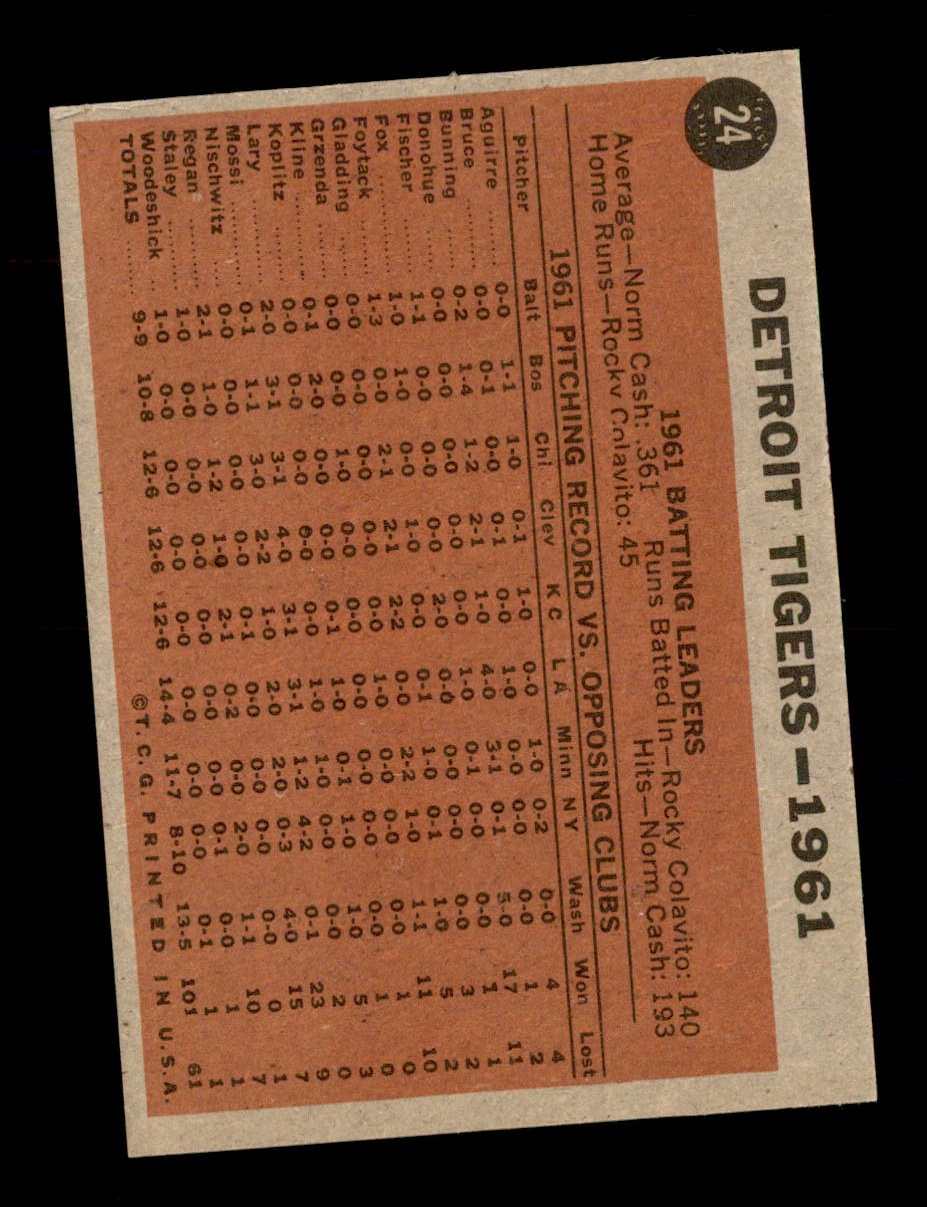 24
DETROIT TIGERS—1961
1961 BATTING LEADERS
Average—Norm Cash: .361 Runs Batted In—Rocky Colavito: 140
Home Runs—Rocky Colavito: 45 Hits—Norm Cash: 193
1961 PITCHING RECORD VS. OPPOSING CLUBS
Pitcher Balt Bos Chi Clev K C L A Minn N Y Wash Won Lost
Aguirre ........ 0-0 1-1 1-0 0-1 1-0 0-0 1-0 0-2 0-0 4 4
Bruce ........ 0-0 0-1 0-0 0-1 0-0 1-0 0-0 0-0 0-0 1 2
Bunning ...... 0-2 1-4 1-2 2-1 1-0 4-0 3-1 0-1 5-0 17 11
Donohue ...... 0-0 0-0 0-0 0-0 0-0 1-0 0-1 0-0 0-0 1 1
Fischer ........ 1-1 0-0 0-0 0-0 2-0 0-0 0-0 0-0 0-0 3 2
Fox ............ 1-0 1-0 0-0 1-0 0-0 0-1 1-0 0-1 1-0 5 2
Foytack ...... 1-3 0-0 2-1 2-1 2-2 0-0 2-2 1-0 1-1 11 10
Gladding .... 0-0 0-0 0-0 0-0 0-0 1-0 0-0 0-0 0-0 1 0
Grzenda ...... 0-0 0-0 1-0 0-0 0-0 0-0 0-0 0-0 0-0 1 0
Kline .......... 0-1 2-0 0-0 0-0 0-1 1-0 0-1 1-0 1-0 5 3
Koplitz ........ 0-0 0-0 0-0 0-0 0-0 1-0 1-0 0-0 0-0 2 0
Lary ............ 2-0 3-1 3-1 4-0 3-1 3-1 1-2 4-2 0-1 23 9
Mossi .......... 0-1 1-1 3-0 2-2 1-0 2-0 2-0 0-3 4-0 15 7
Nischwitz .... 0-0 0-0 0-0 0-0 0-1 0-0 0-0 0-0 0-0 0 1
Regan ........ 2-1 1-0 1-2 1-0 2-1 0-2 0-0 2-0 1-1 10 7
Staley ........ 1-0 0-0 0-0 0-0 0-0 0-0 0-0 0-1 0-0 1 1
Woodeshick .. 1-0 0-0 0-0 0-0 0-0 0-0 0-0 0-0 0-1 1 1
TOTALS ...... 9-9 10-8 12-6 12-6 12-6 14-4 11-7 8-10 13-5 101 61
©T.C.G. PRINTED IN U.S.A.